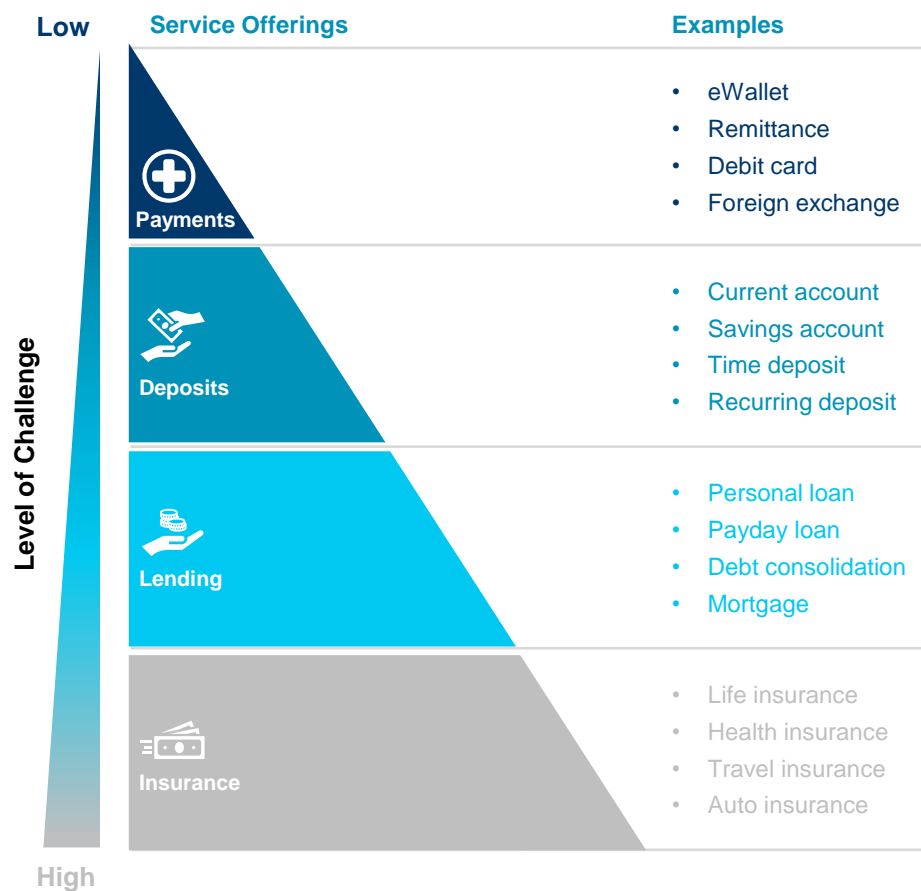 Low
Service Offerings
Examples
Level of Challenge
Payments
• eWallet
• Remittance
• Debit card
• Foreign exchange
Deposits
• Current account
• Savings account
• Time deposit
• Recurring deposit
Lending
• Personal loan
• Payday loan
• Debt consolidation
• Mortgage
Insurance
• Life insurance
• Health insurance
• Travel insurance
• Auto insurance
High